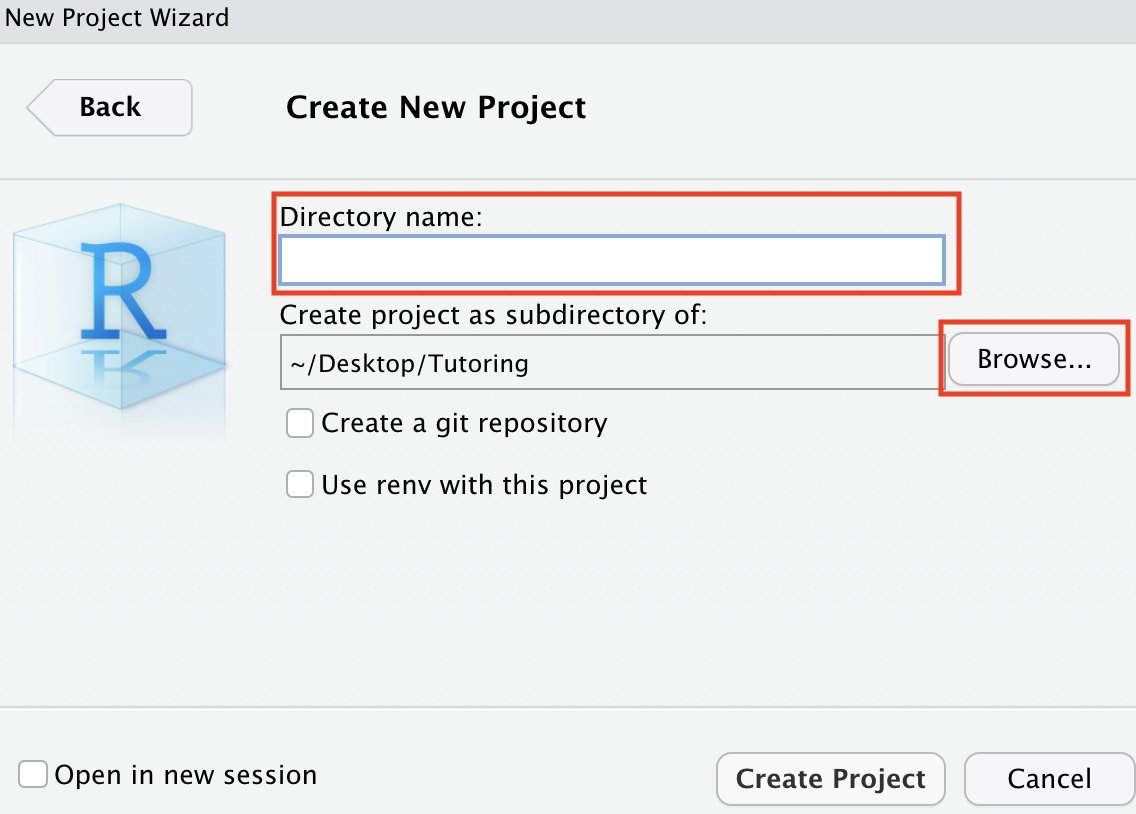 New Project Wizard
Back
Create New Project
R
Directory name:
Create project as subdirectory of:
~/Desktop/Tutoring
Browse...
Create a git repository
Use renv with this project
Open in new session
Create Project
Cancel